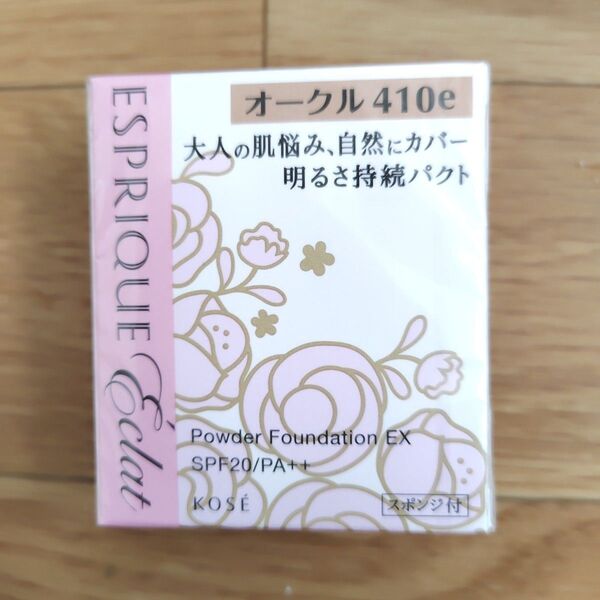 ESPRIQUE Éclat
オークル 410e
大人の肌悩み、自然にカバー
明るさ持続パクト
Powder Foundation EX
SPF20/PA++
KOSÉ
スポンジ付